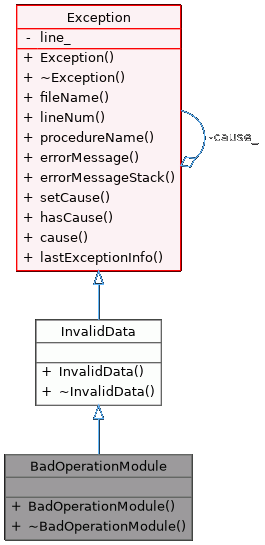 Exception
- line_
+ Exception()
+ ~Exception()
+ fileName()
+ lineNum()
+ procedureName()
+ errorMessage()
+ errorMessageStack()
+ setCause()
+ hasCause()
+ cause()
+ lastExceptionInfo()
-cause_
InvalidData
+ InvalidData()
+ ~InvalidData()
BadOperationModule
+ BadOperationModule()
+ ~BadOperationModule()